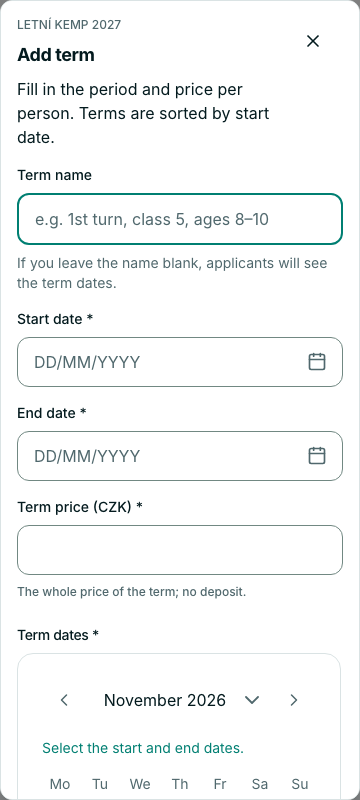 LETNÍ KEMP 2027
Add term
Fill in the period and price per
person. Terms are sorted by start
date.
Term name
e.g. 1st turn, class 5, ages 8–10
If you leave the name blank, applicants will see
the term dates.
Start date *
DD/MM/YYYY
End date *
DD/MM/YYYY
Term price (CZK) *
The whole price of the term; no deposit.
Term dates *
November 2026
Select the start and end dates.
Mo Tu We Th Fr Sa Su